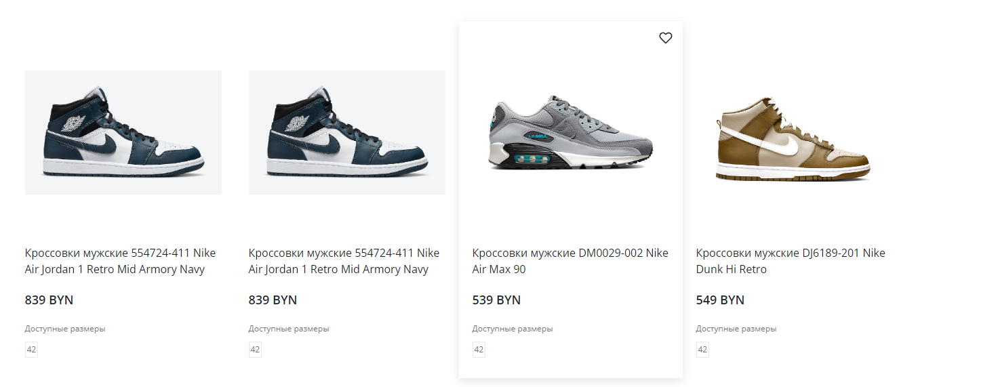 Кроссовки мужские 554724-411 Nike
Air Jordan 1 Retro Mid Armory Navy
839 BYN
Доступные размеры
42
Кроссовки мужские 554724-411 Nike
Air Jordan 1 Retro Mid Armory Navy
839 BYN
Доступные размеры
42
AIR MAX
Кроссовки мужские DM0029-002 Nike
Air Max 90
539 BYN
Доступные размеры
42
Кроссовки мужские DJ6189-201 Nike
Dunk Hi Retro
549 BYN
Доступные размеры
42